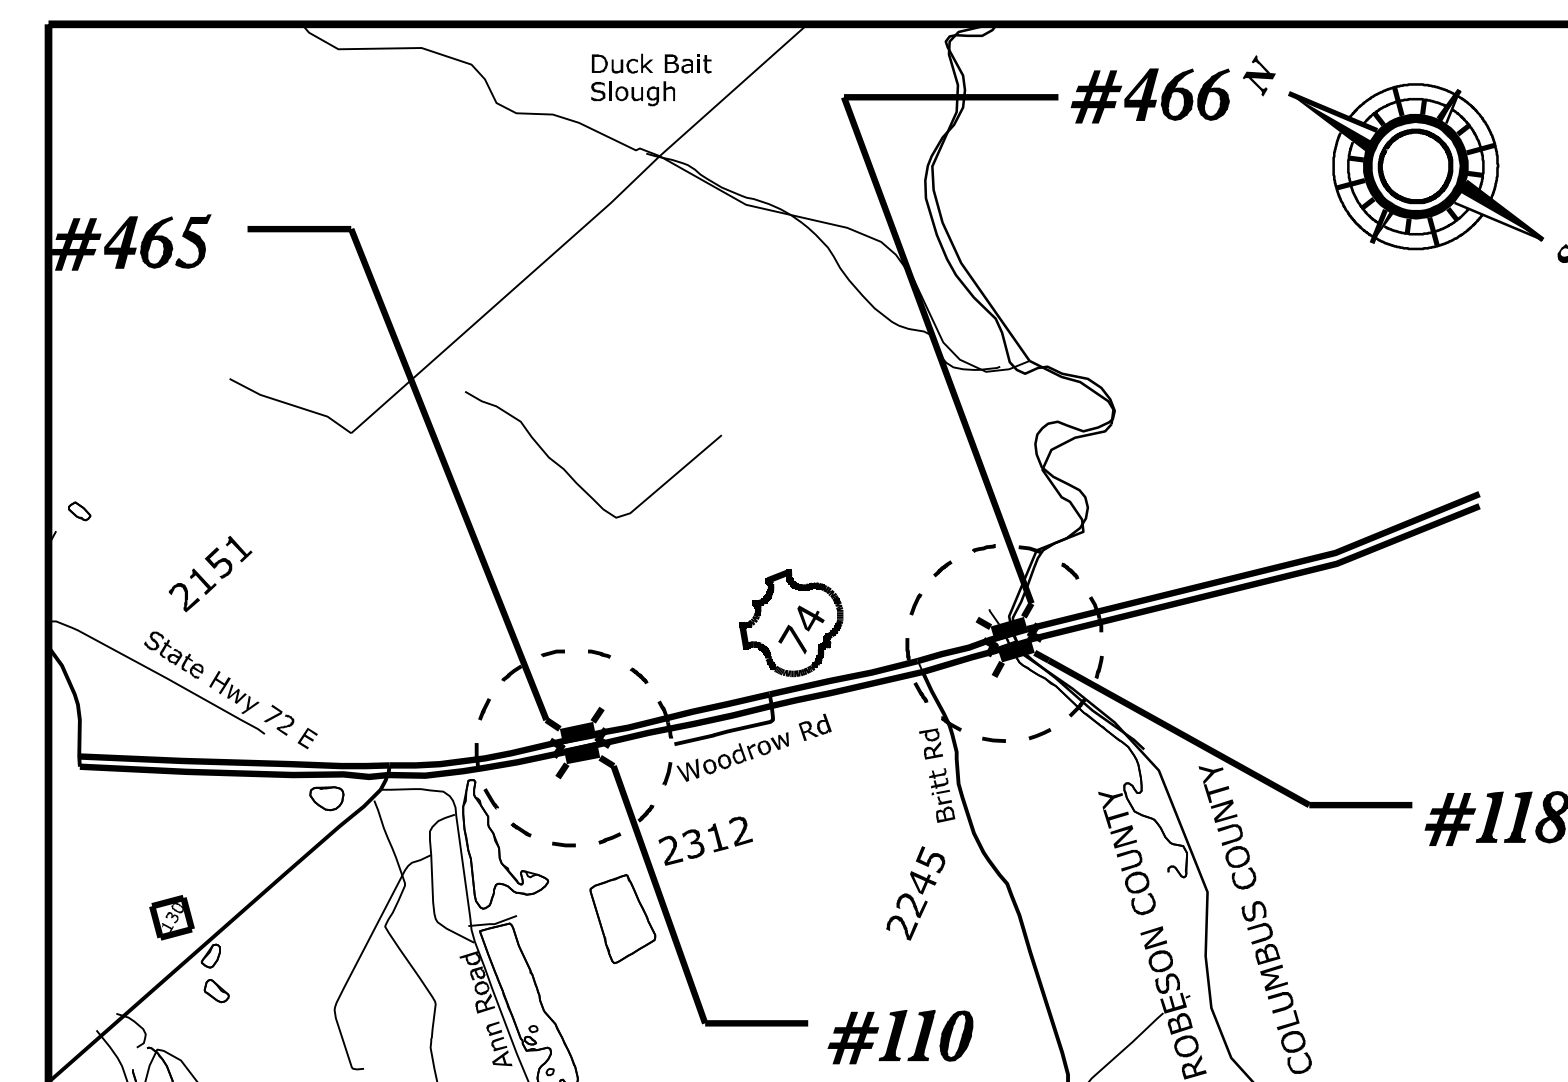 Duck Bait
Slough
#466
N
#465
2151
State Hwy 72 E
74
Woodrow Rd
Britt Rd
2312
2245
#118
130
Ann Road
ROBESON COUNTY
COLUMBUS COUNTY
#110